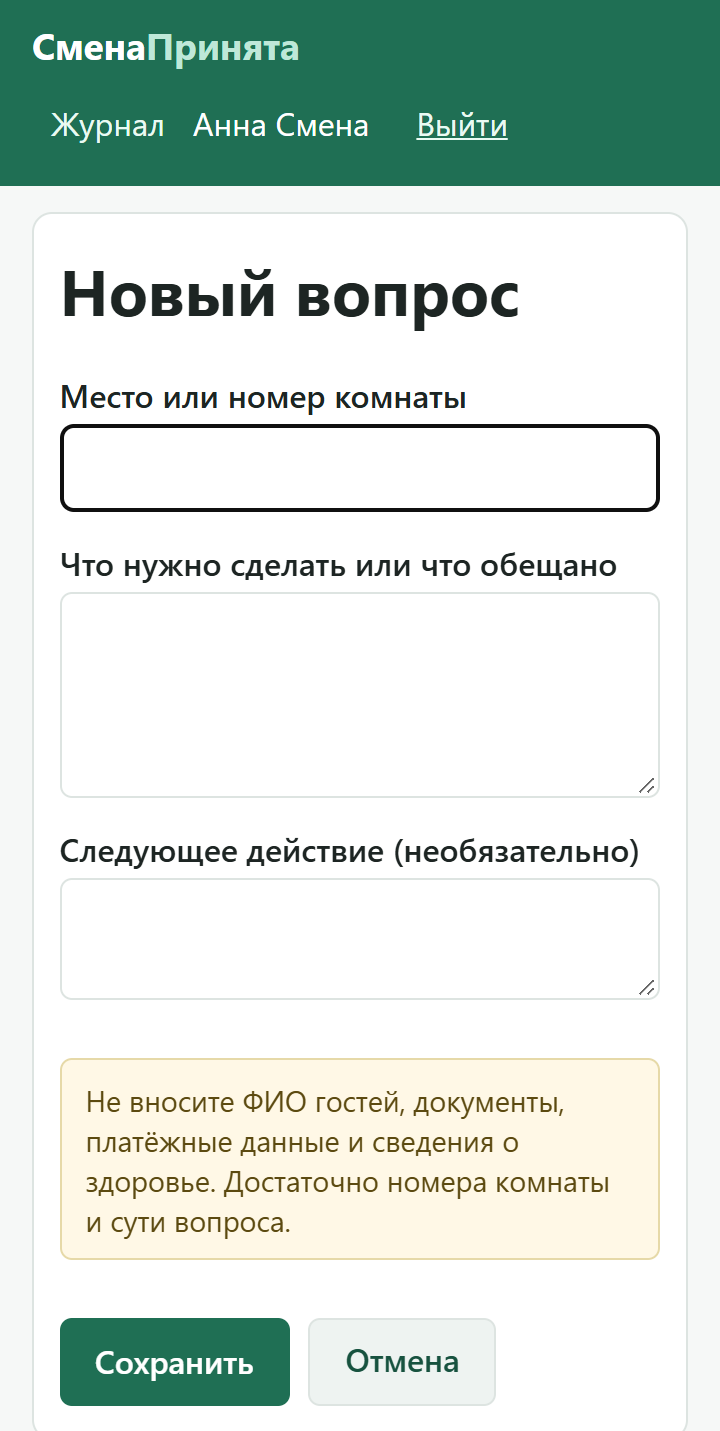 СменаПринята
Журнал Анна Смена Выйти
Новый вопрос
Место или номер комнаты
Что нужно сделать или что обещано
Следующее действие (необязательно)
Не вносите ФИО гостей, документы,
платёжные данные и сведения о
здоровье. Достаточно номера комнаты
и сути вопроса.
Сохранить Отмена